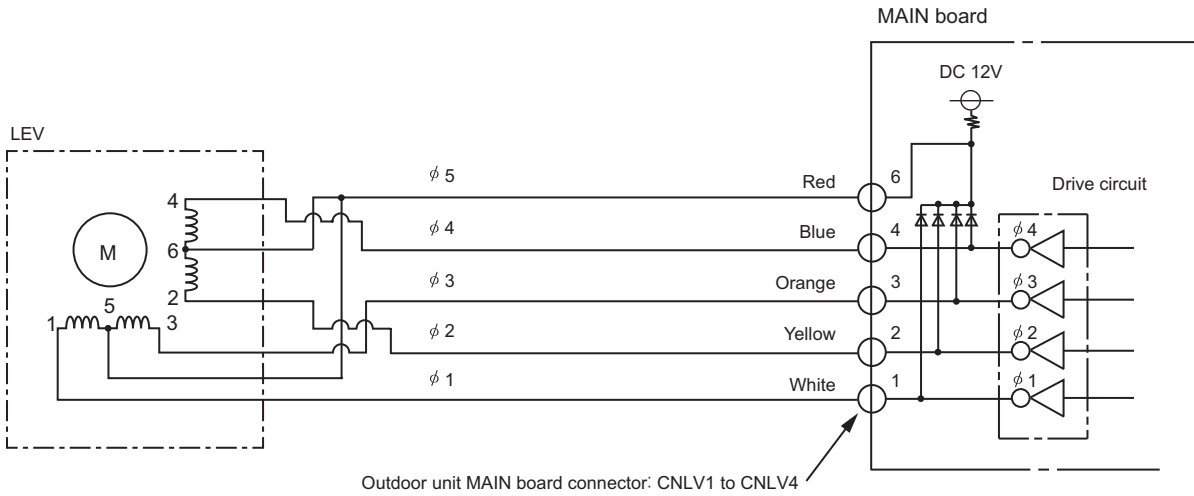 MAIN board
DC 12V
LEV
ϕ 5
Red
6
Drive circuit
4
ϕ 4
Blue
4
ϕ 4
M
6
ϕ 3
Orange
3
ϕ 3
2
5
1
3
ϕ 2
Yellow
2
ϕ 2
ϕ 1
White
1
ϕ 1
Outdoor unit MAIN board connector: CNLV1 to CNLV4